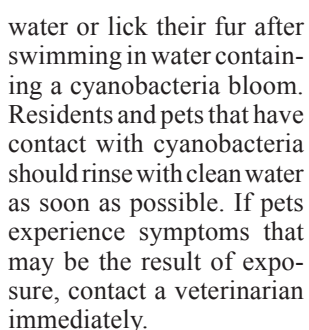 water or lick their fur after
swimming in water contain-
ing a cyanobacteria bloom.
Residents and pets that have
contact with cyanobacteria
should rinse with clean water
as soon as possible. If pets
experience symptoms that
may be the result of expo-
sure, contact a veterinarian
immediately.